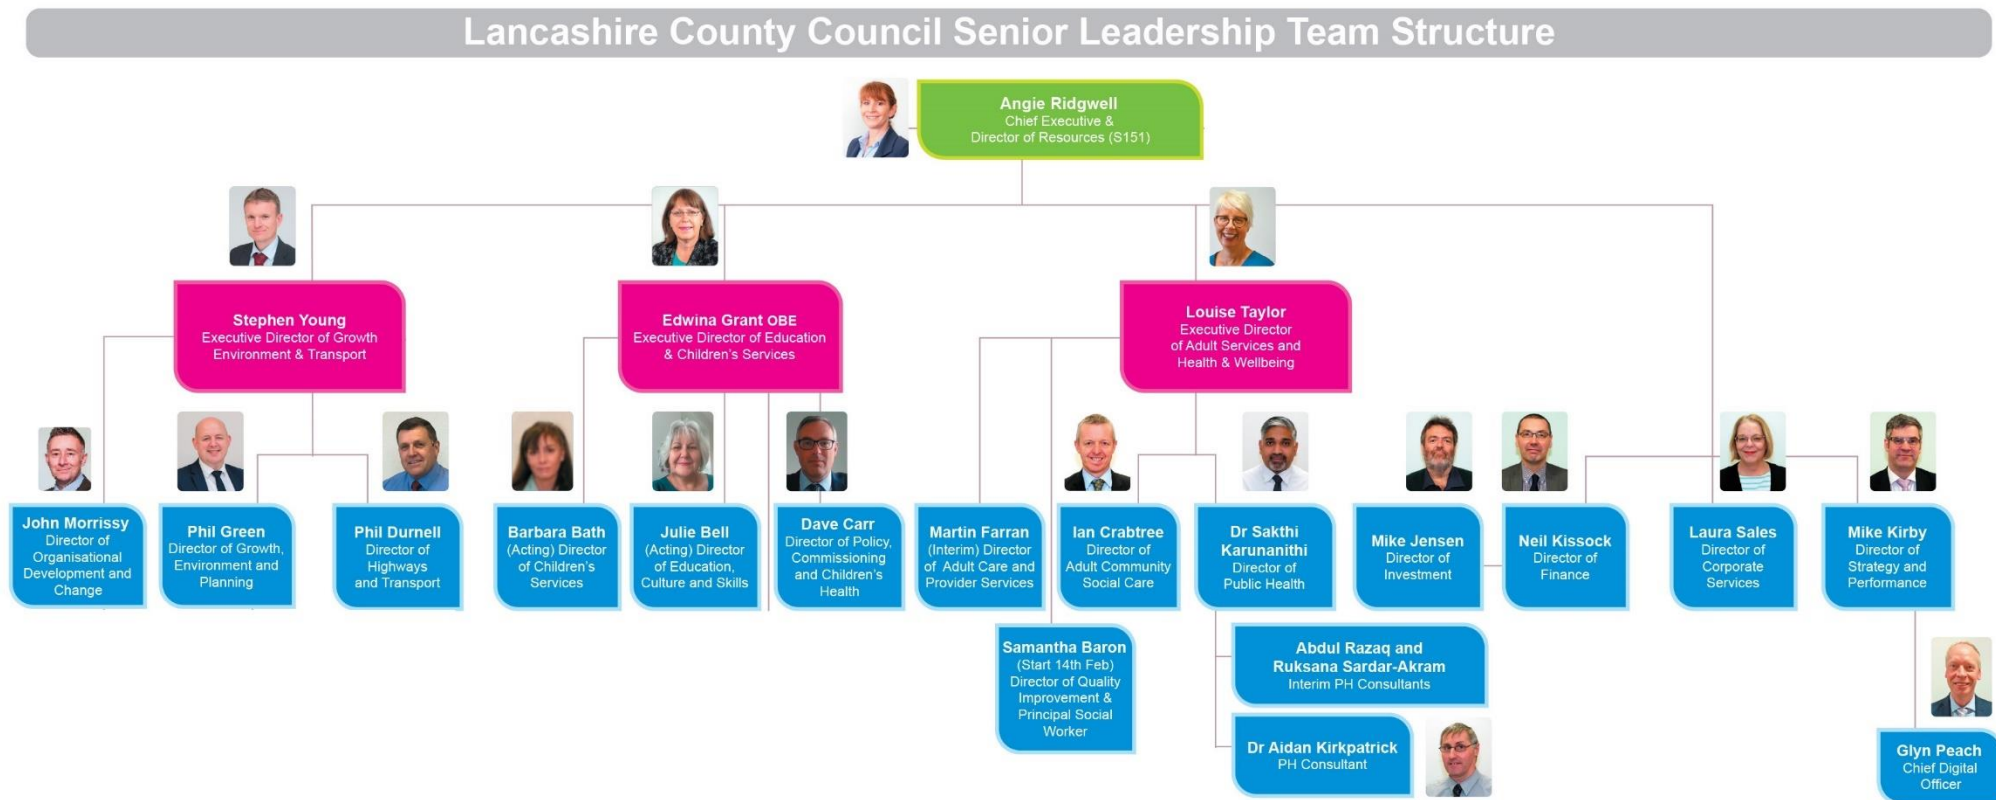 Lancashire County Council Senior Leadership Team Structure
Angie Ridgwell
Chief Executive &
Director of Resources (S151)
Stephen Young
Executive Director of Growth
Environment & Transport
Edwina Grant OBE
Executive Director of Education
& Children's Services
Louise Taylor
Executive Director
of Adult Services and
Health & Wellbeing
John Morrissy
Director of
Organisational
Development and
Change
Phil Green
Director of Growth,
Environment and
Planning
Phil Durnell
Director of
Highways
and Transport
Barbara Bath
(Acting) Director
of Children's
Services
Julie Bell
(Acting) Director
of Education,
Culture and Skills
Dave Carr
Director of Policy,
Commissioning
and Children's
Health
Martin Farran
(Interim) Director
of Adult Care and
Provider Services
Ian Crabtree
Director of
Adult Community
Social Care
Dr Sakthi
Karunanithi
Director of
Public Health
Mike Jensen
Director of
Investment
Neil Kissock
Director of
Finance
Laura Sales
Director of
Corporate
Services
Mike Kirby
Director of
Strategy and
Performance
Samantha Baron
(Start 14th Feb)
Director of Quality
Improvement &
Principal Social
Worker
Abdul Razaq and
Ruksana Sardar-Akram
Interim PH Consultants
Dr Aidan Kirkpatrick
PH Consultant
Glyn Peach
Chief Digital
Officer